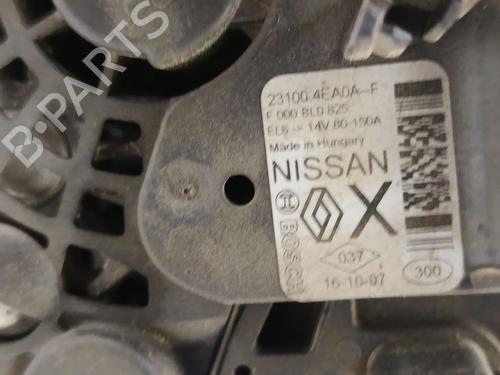 23100 4EA0A-F
F 000 BL0 825
EL6 -> 14V 80-150A
Made in Hungary
NISSAN
X
BOSCH
037
16-10-07
300
B-PARTS